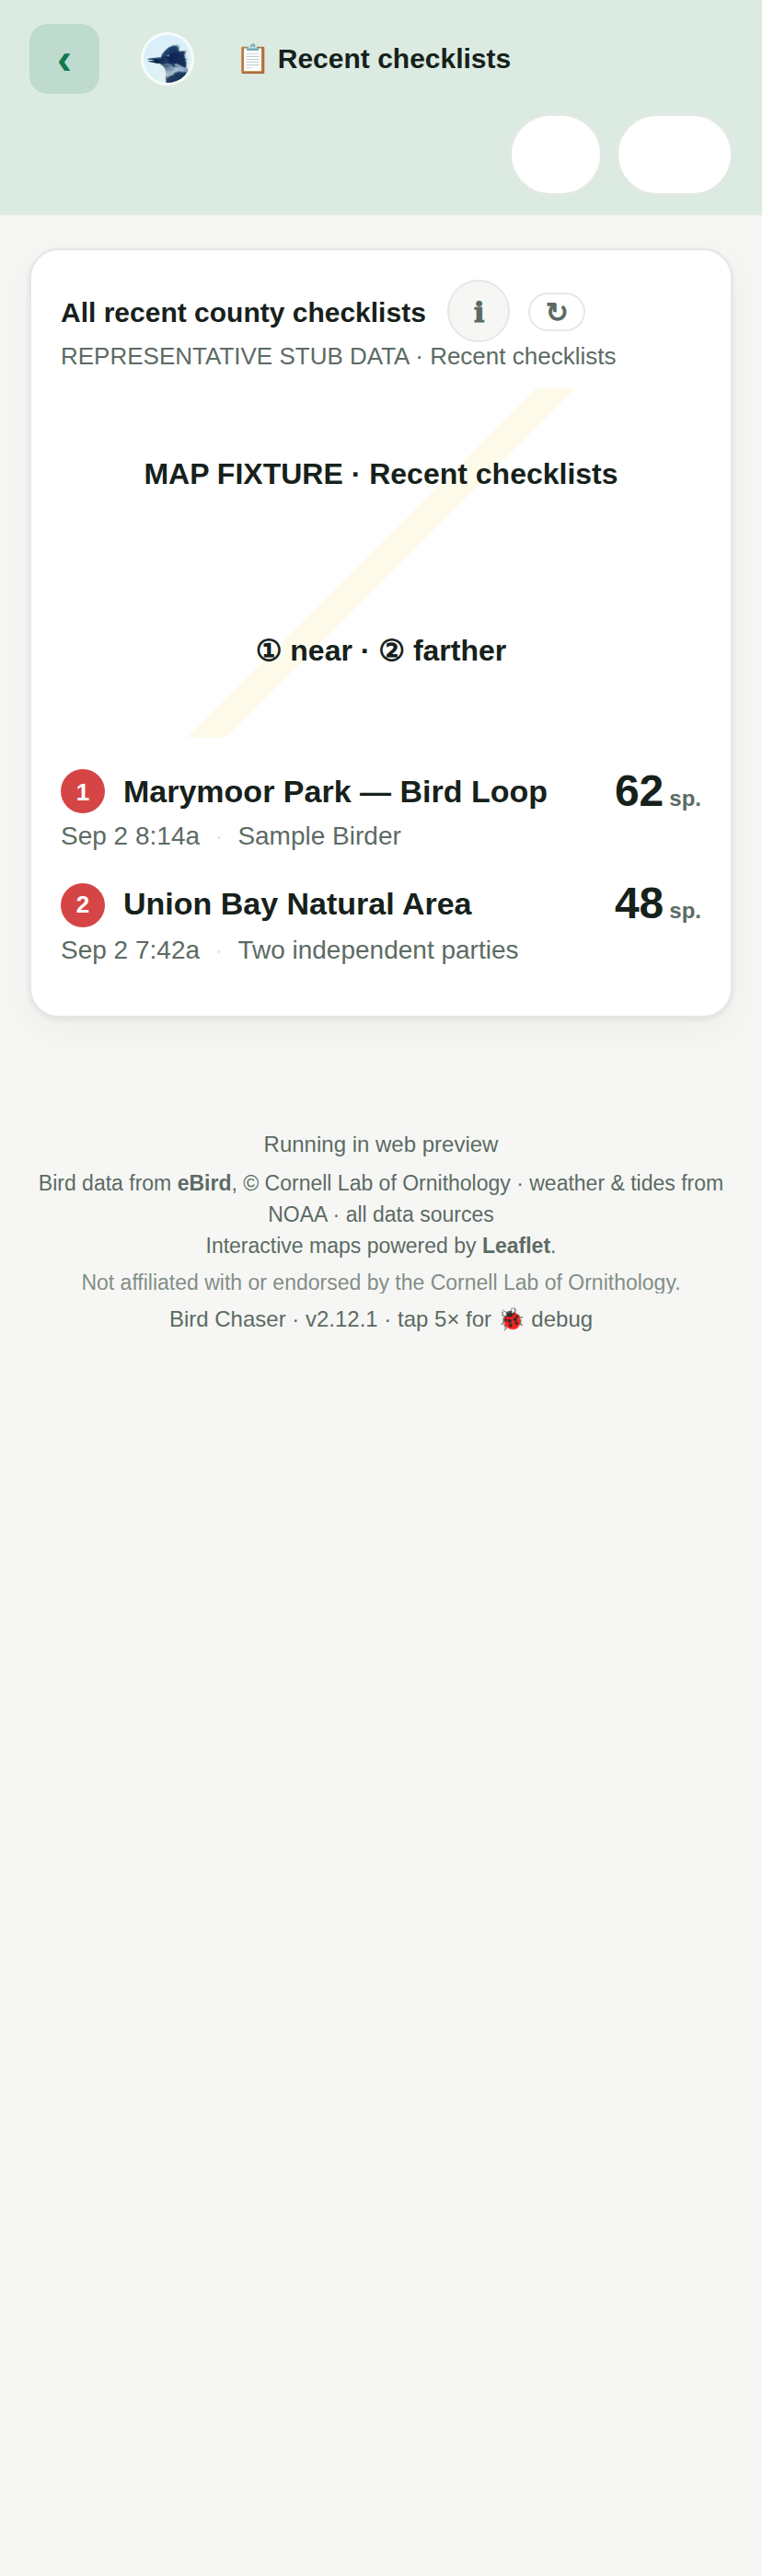 ‹ 📋 Recent checklists
All recent county checklists ℹ ↻
REPRESENTATIVE STUB DATA · Recent checklists
MAP FIXTURE · Recent checklists
① near · ② farther
1 Marymoor Park — Bird Loop 62 sp.
Sep 2 8:14a · Sample Birder
2 Union Bay Natural Area 48 sp.
Sep 2 7:42a · Two independent parties
Running in web preview
Bird data from eBird, © Cornell Lab of Ornithology · weather & tides from
NOAA · all data sources
Interactive maps powered by Leaflet.
Not affiliated with or endorsed by the Cornell Lab of Ornithology.
Bird Chaser · v2.12.1 · tap 5× for 🐞 debug